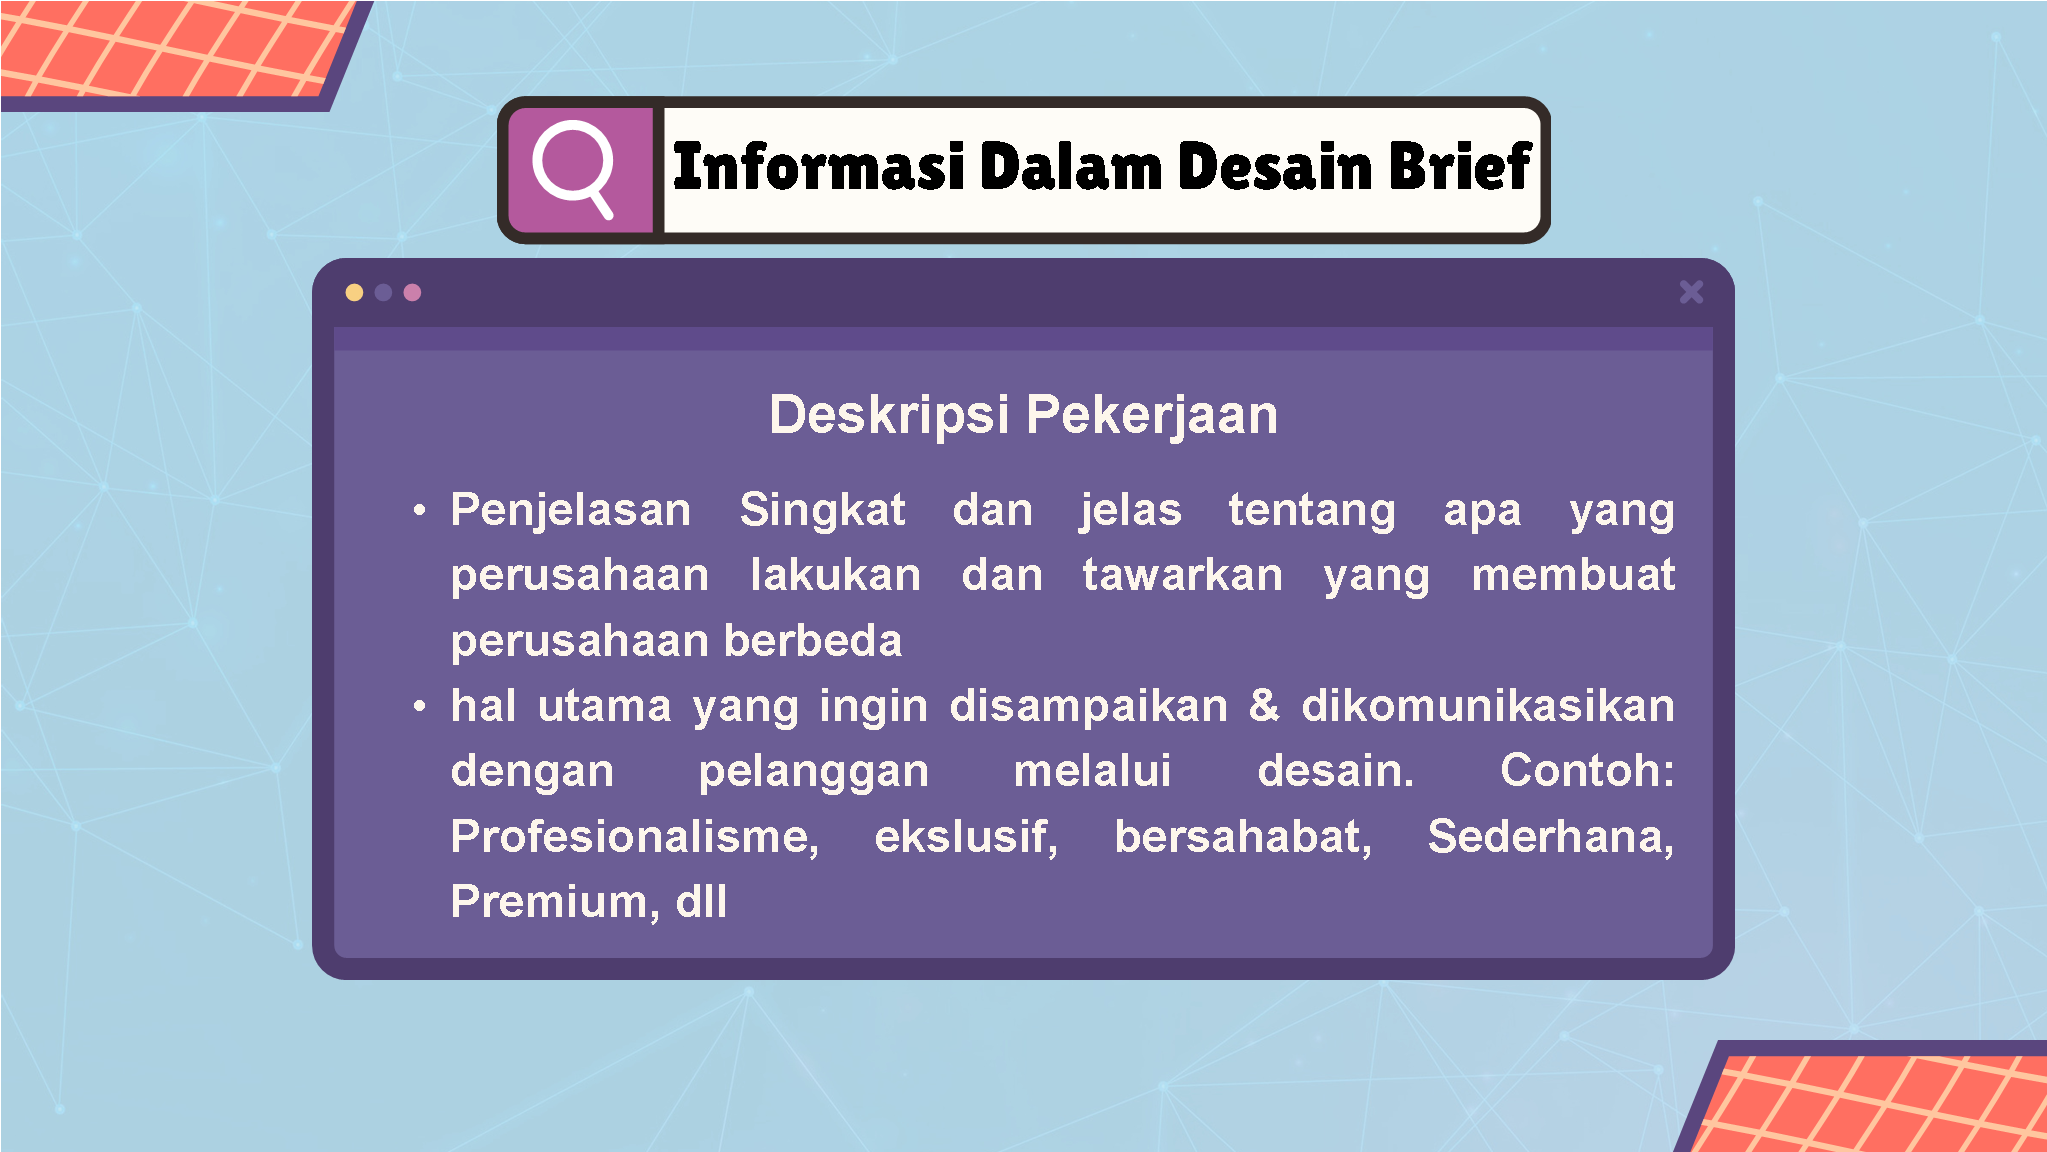 Informasi Dalam Desain Brief
Deskripsi Pekerjaan
• Penjelasan Singkat dan jelas tentang apa yang
perusahaan lakukan dan tawarkan yang membuat
perusahaan berbeda
• hal utama yang ingin disampaikan & dikomunikasikan
dengan pelanggan melalui desain. Contoh:
Profesionalisme, ekslusif, bersahabat, Sederhana,
Premium, dll